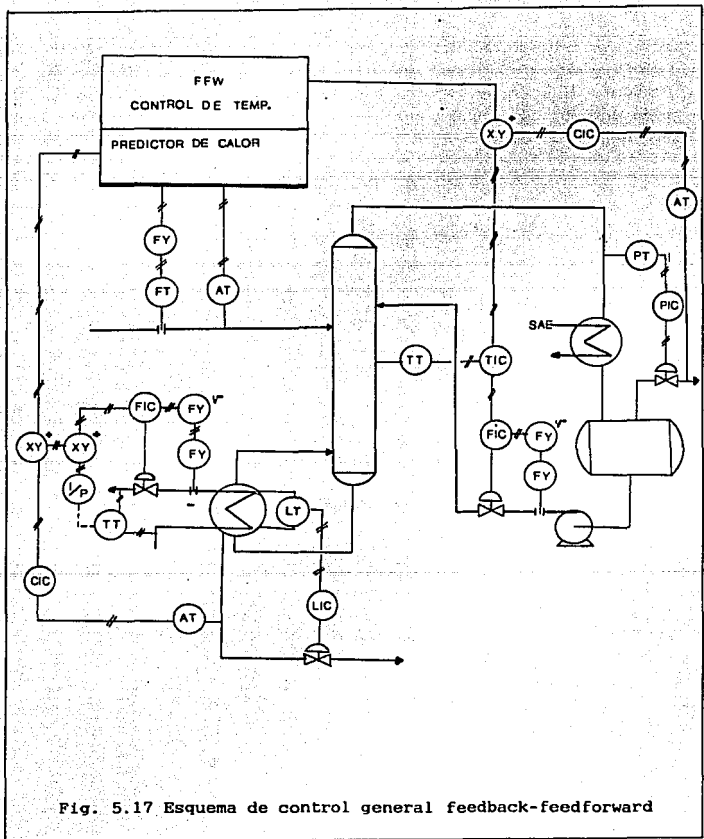 FFW
CONTROL DE TEMP.
PREDICTOR DE CALOR
XY +
CIC
AT
FY
FT
AT
PT
PIC
SAE
TT
TIC
FIC
FY √‾
FY
FIC
FY √‾
FY
XY +
XY +
I/P
TT
LT
CIC
LIC
AT
Fig. 5.17 Esquema de control general feedback-feedforward